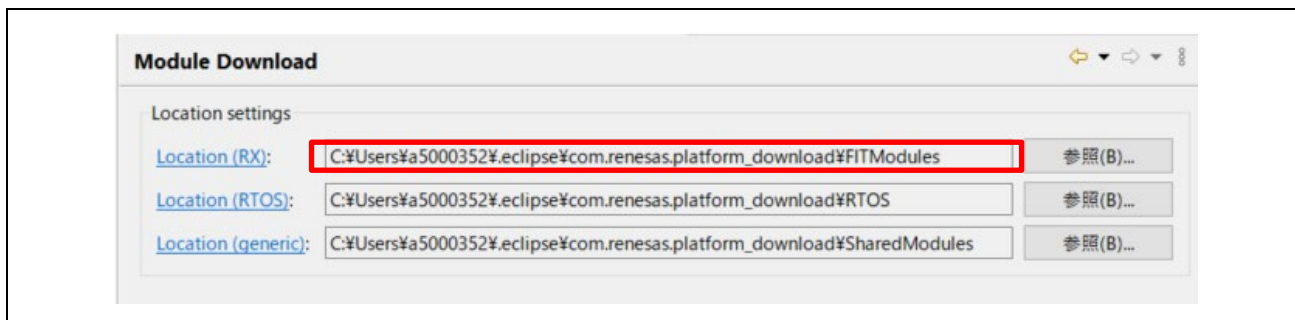 Module Download
Location settings
Location (RX): C:¥Users¥a5000352¥.eclipse¥com.renesas.platform_download¥FITModules 参照(B)...
Location (RTOS): C:¥Users¥a5000352¥.eclipse¥com.renesas.platform_download¥RTOS 参照(B)...
Location (generic): C:¥Users¥a5000352¥.eclipse¥com.renesas.platform_download¥SharedModules 参照(B)...